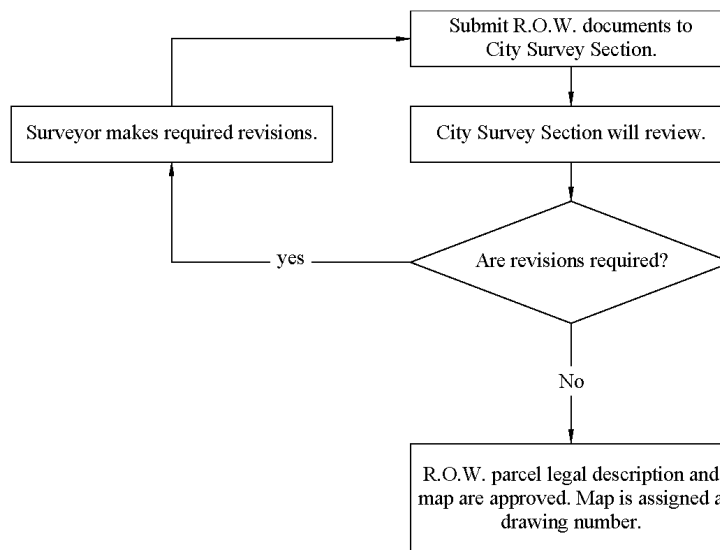 Submit R.O.W. documents to
City Survey Section.
Surveyor makes required revisions.
City Survey Section will review.
Are revisions required?
yes
No
R.O.W. parcel legal description and
map are approved. Map is assigned a
drawing number.